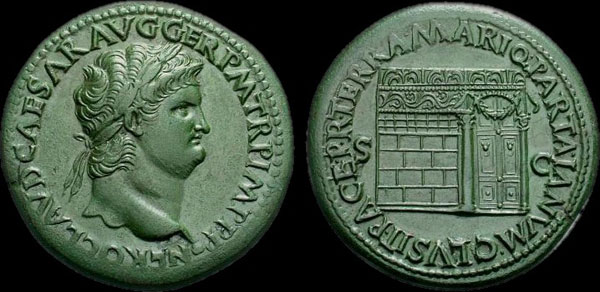 NERO CLAVD CAESAR AVG GER P M TR P IMP P P
PACE P R TERRA MARIQ PARTA IANVM CLVSIT
S C